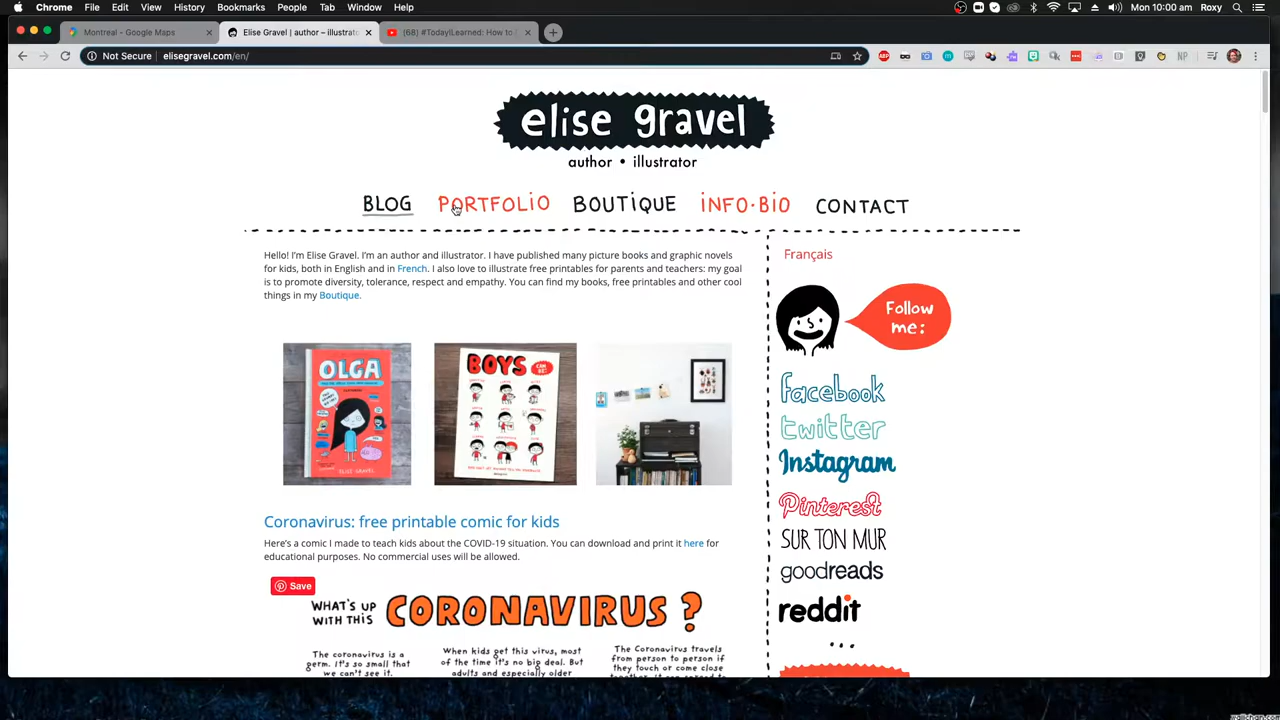 Chrome File Edit View History Bookmarks People Tab Window Help
Mon 10:00 am Roxy
Montreal - Google Maps
Elise Gravel | author – illustrato
(68) #TodayILearned: How to
Not Secure | elisegravel.com/en/
ABP
NP
elise gravel
author • illustrator
BLOG PORTFOLIO BOUTIQUE INFO·BIO CONTACT
Hello! I'm Elise Gravel. I'm an author and illustrator. I have published many picture books and graphic novels
for kids, both in English and in French. I also love to illustrate free printables for parents and teachers: my goal
is to promote diversity, tolerance, respect and empathy. You can find my books, free printables and other cool
things in my Boutique.
OLGA
ELISE GRAVEL
BOYS
CAN BE:
Coronavirus: free printable comic for kids
Here's a comic I made to teach kids about the COVID-19 situation. You can download and print it here for
educational purposes. No commercial uses will be allowed.
Save
WHAT'S UP
WITH THIS
CORONAVIRUS ?
The coronavirus is a
germ. It's so small that
we can't see it.
When kids get this virus, most
of the time it's no big deal. But
adults and especially older
The Coronavirus travels
from person to person if
they touch or come close
Français
Follow
me:
facebook
twitter
Instagram
Pinterest
SUR TON MUR
goodreads
reddit
...